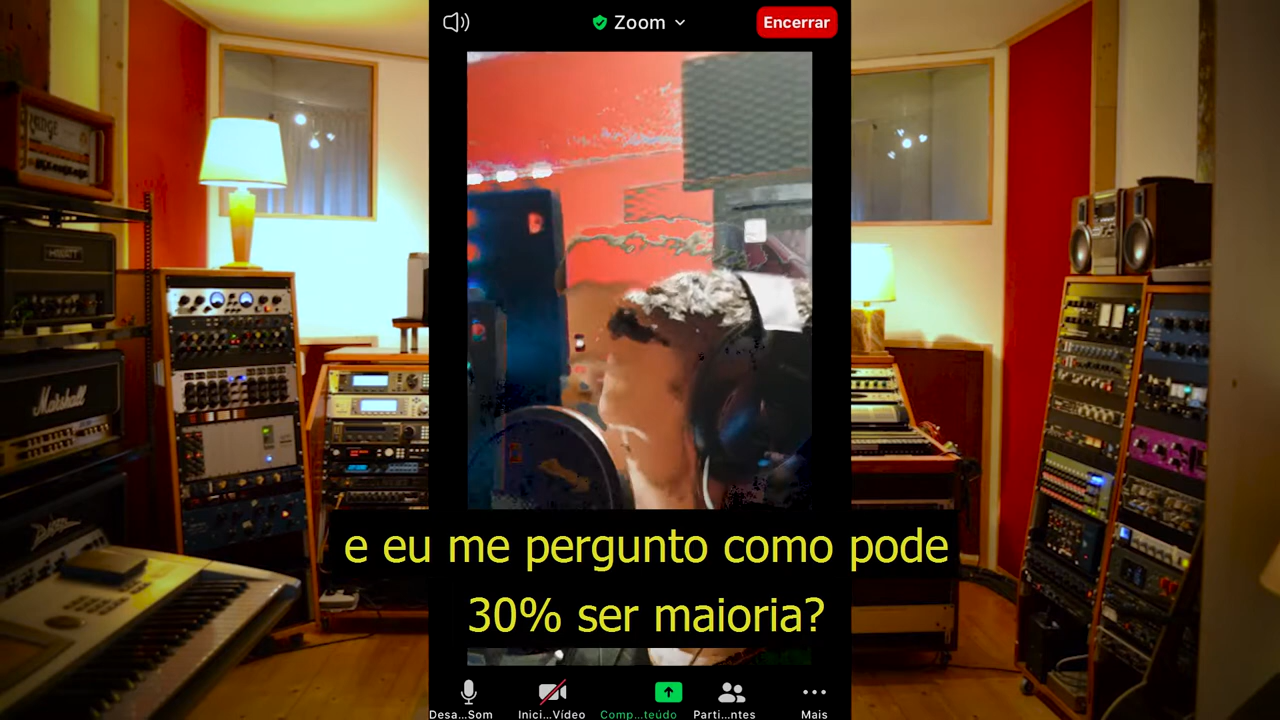 Zoom
Encerrar
Marshall
e eu me pergunto como pode
30% ser maioria?
Desa...Som
Inici...Vídeo
Comp...teúdo
Parti...ntes
Mais